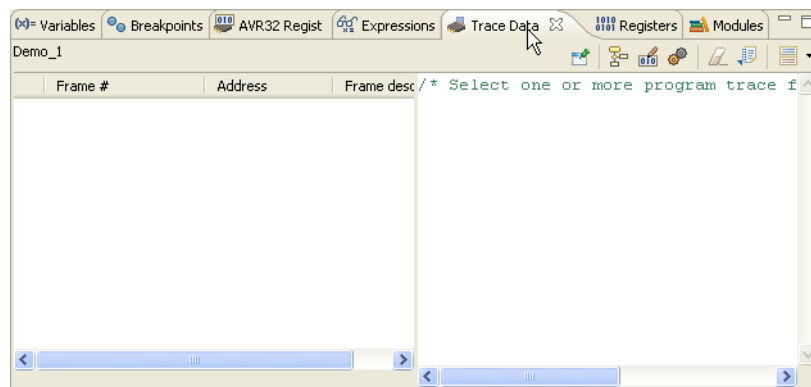 (x)= Variables Breakpoints AVR32 Regist Expressions Trace Data Registers Modules
Demo_1
Frame # Address Frame desc /* Select one or more program trace f